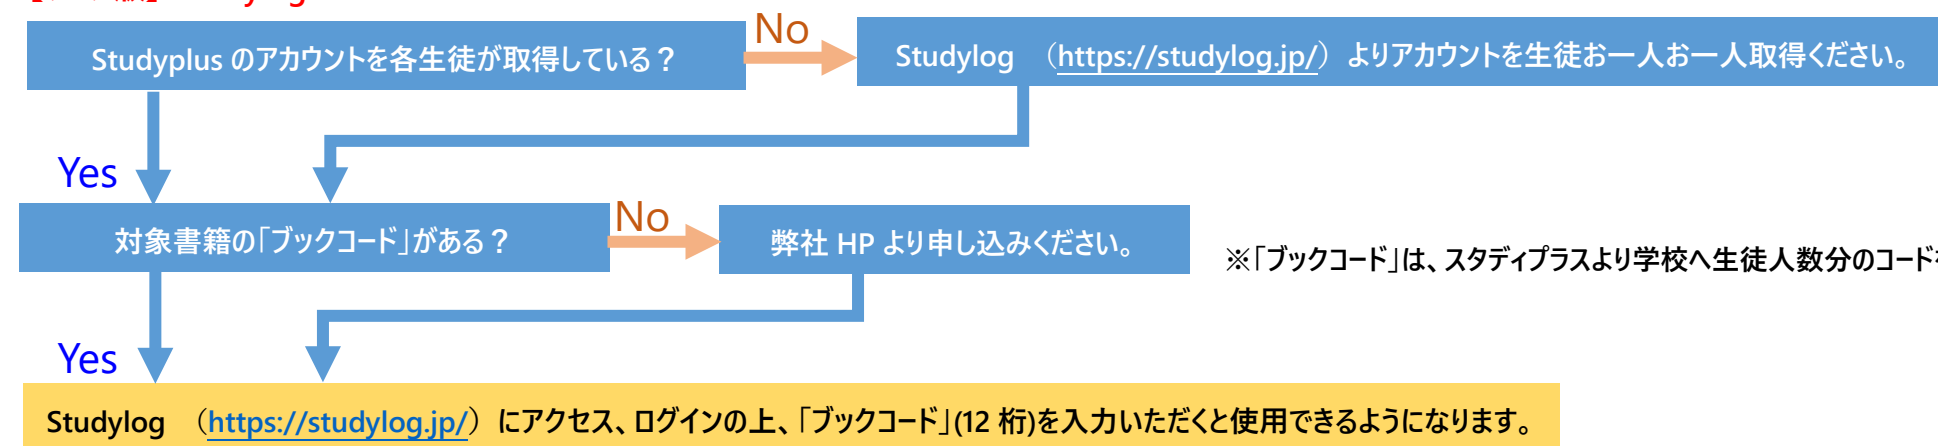 Studyplus のアカウントを各生徒が取得している？
No
Studylog （https://studylog.jp/）よりアカウントを生徒お一人お一人取得ください。
Yes
対象書籍の「ブックコード」がある？
No
弊社 HP より申し込みください。
※「ブックコード」は、スタディプラスより学校へ生徒人数分のコード
Yes
Studylog （https://studylog.jp/）にアクセス、ログインの上、「ブックコード」(12 桁)を入力いただくと使用できるようになります。